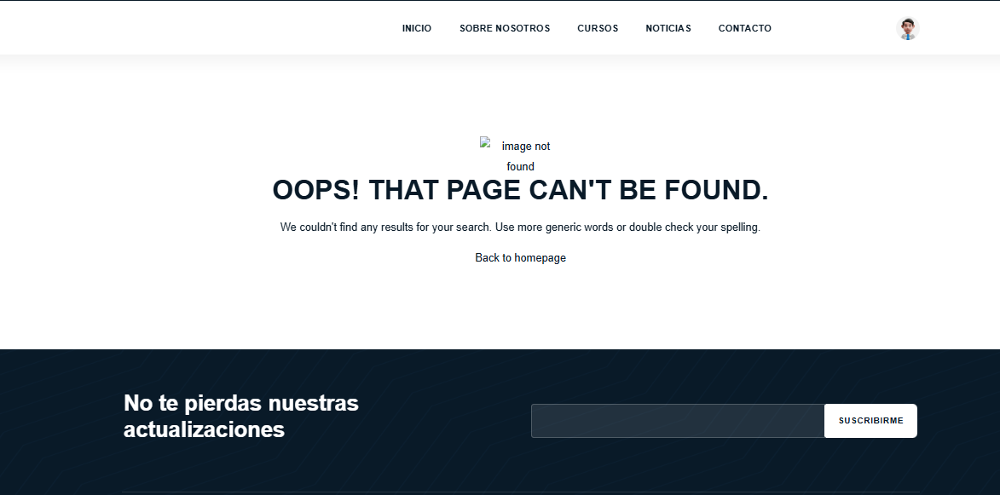 INICIO SOBRE NOSOTROS CURSOS NOTICIAS CONTACTO
image not
found
OOPS! THAT PAGE CAN'T BE FOUND.
We couldn't find any results for your search. Use more generic words or double check your spelling.
Back to homepage
No te pierdas nuestras
actualizaciones
SUSCRIBIRME